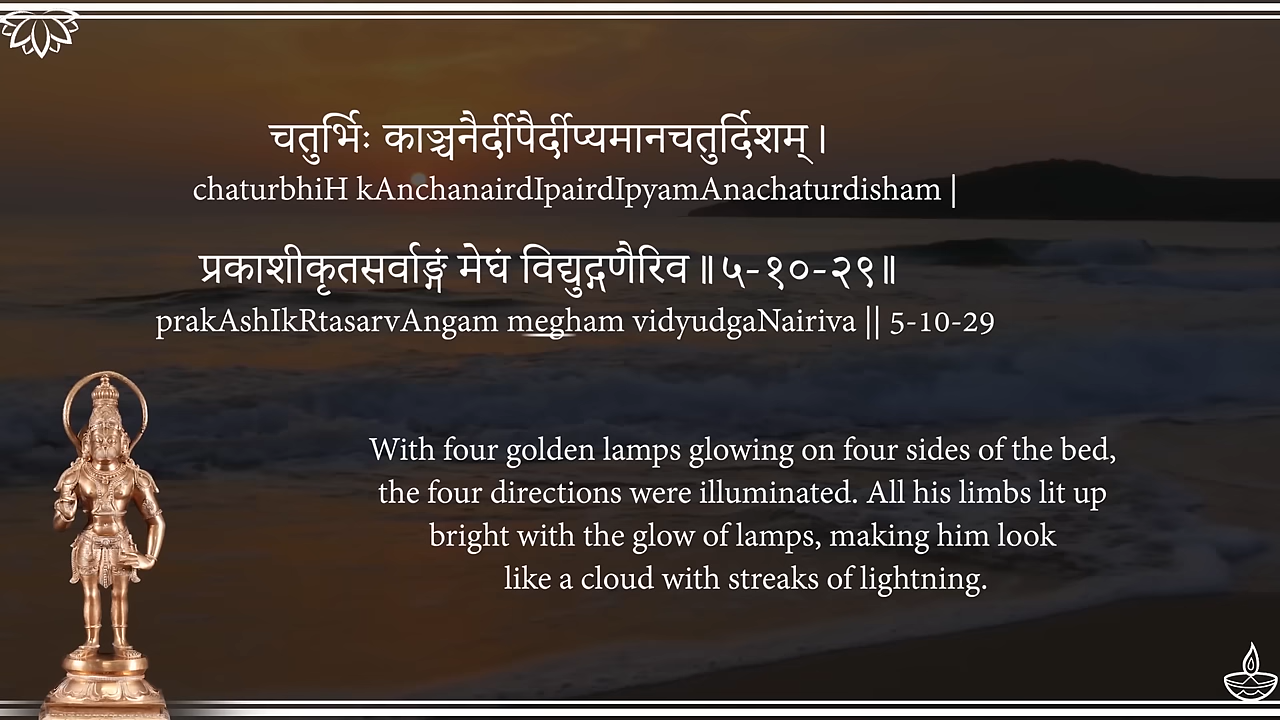 चतुर्भिः काञ्चनैर्दीपैर्दीप्यमानचतुर्दिशम् ।
chaturbhiH kAnchanairdIpairdIpyamAnachaturdisham |
प्रकाशीकृतसर्वाङ्गं मेघं विद्युद्गणैरिव ॥५-१०-२९॥
prakAshIkRtasarvAngam megham vidyudgaNairiva || 5-10-29
With four golden lamps glowing on four sides of the bed,
the four directions were illuminated. All his limbs lit up
bright with the glow of lamps, making him look
like a cloud with streaks of lightning.